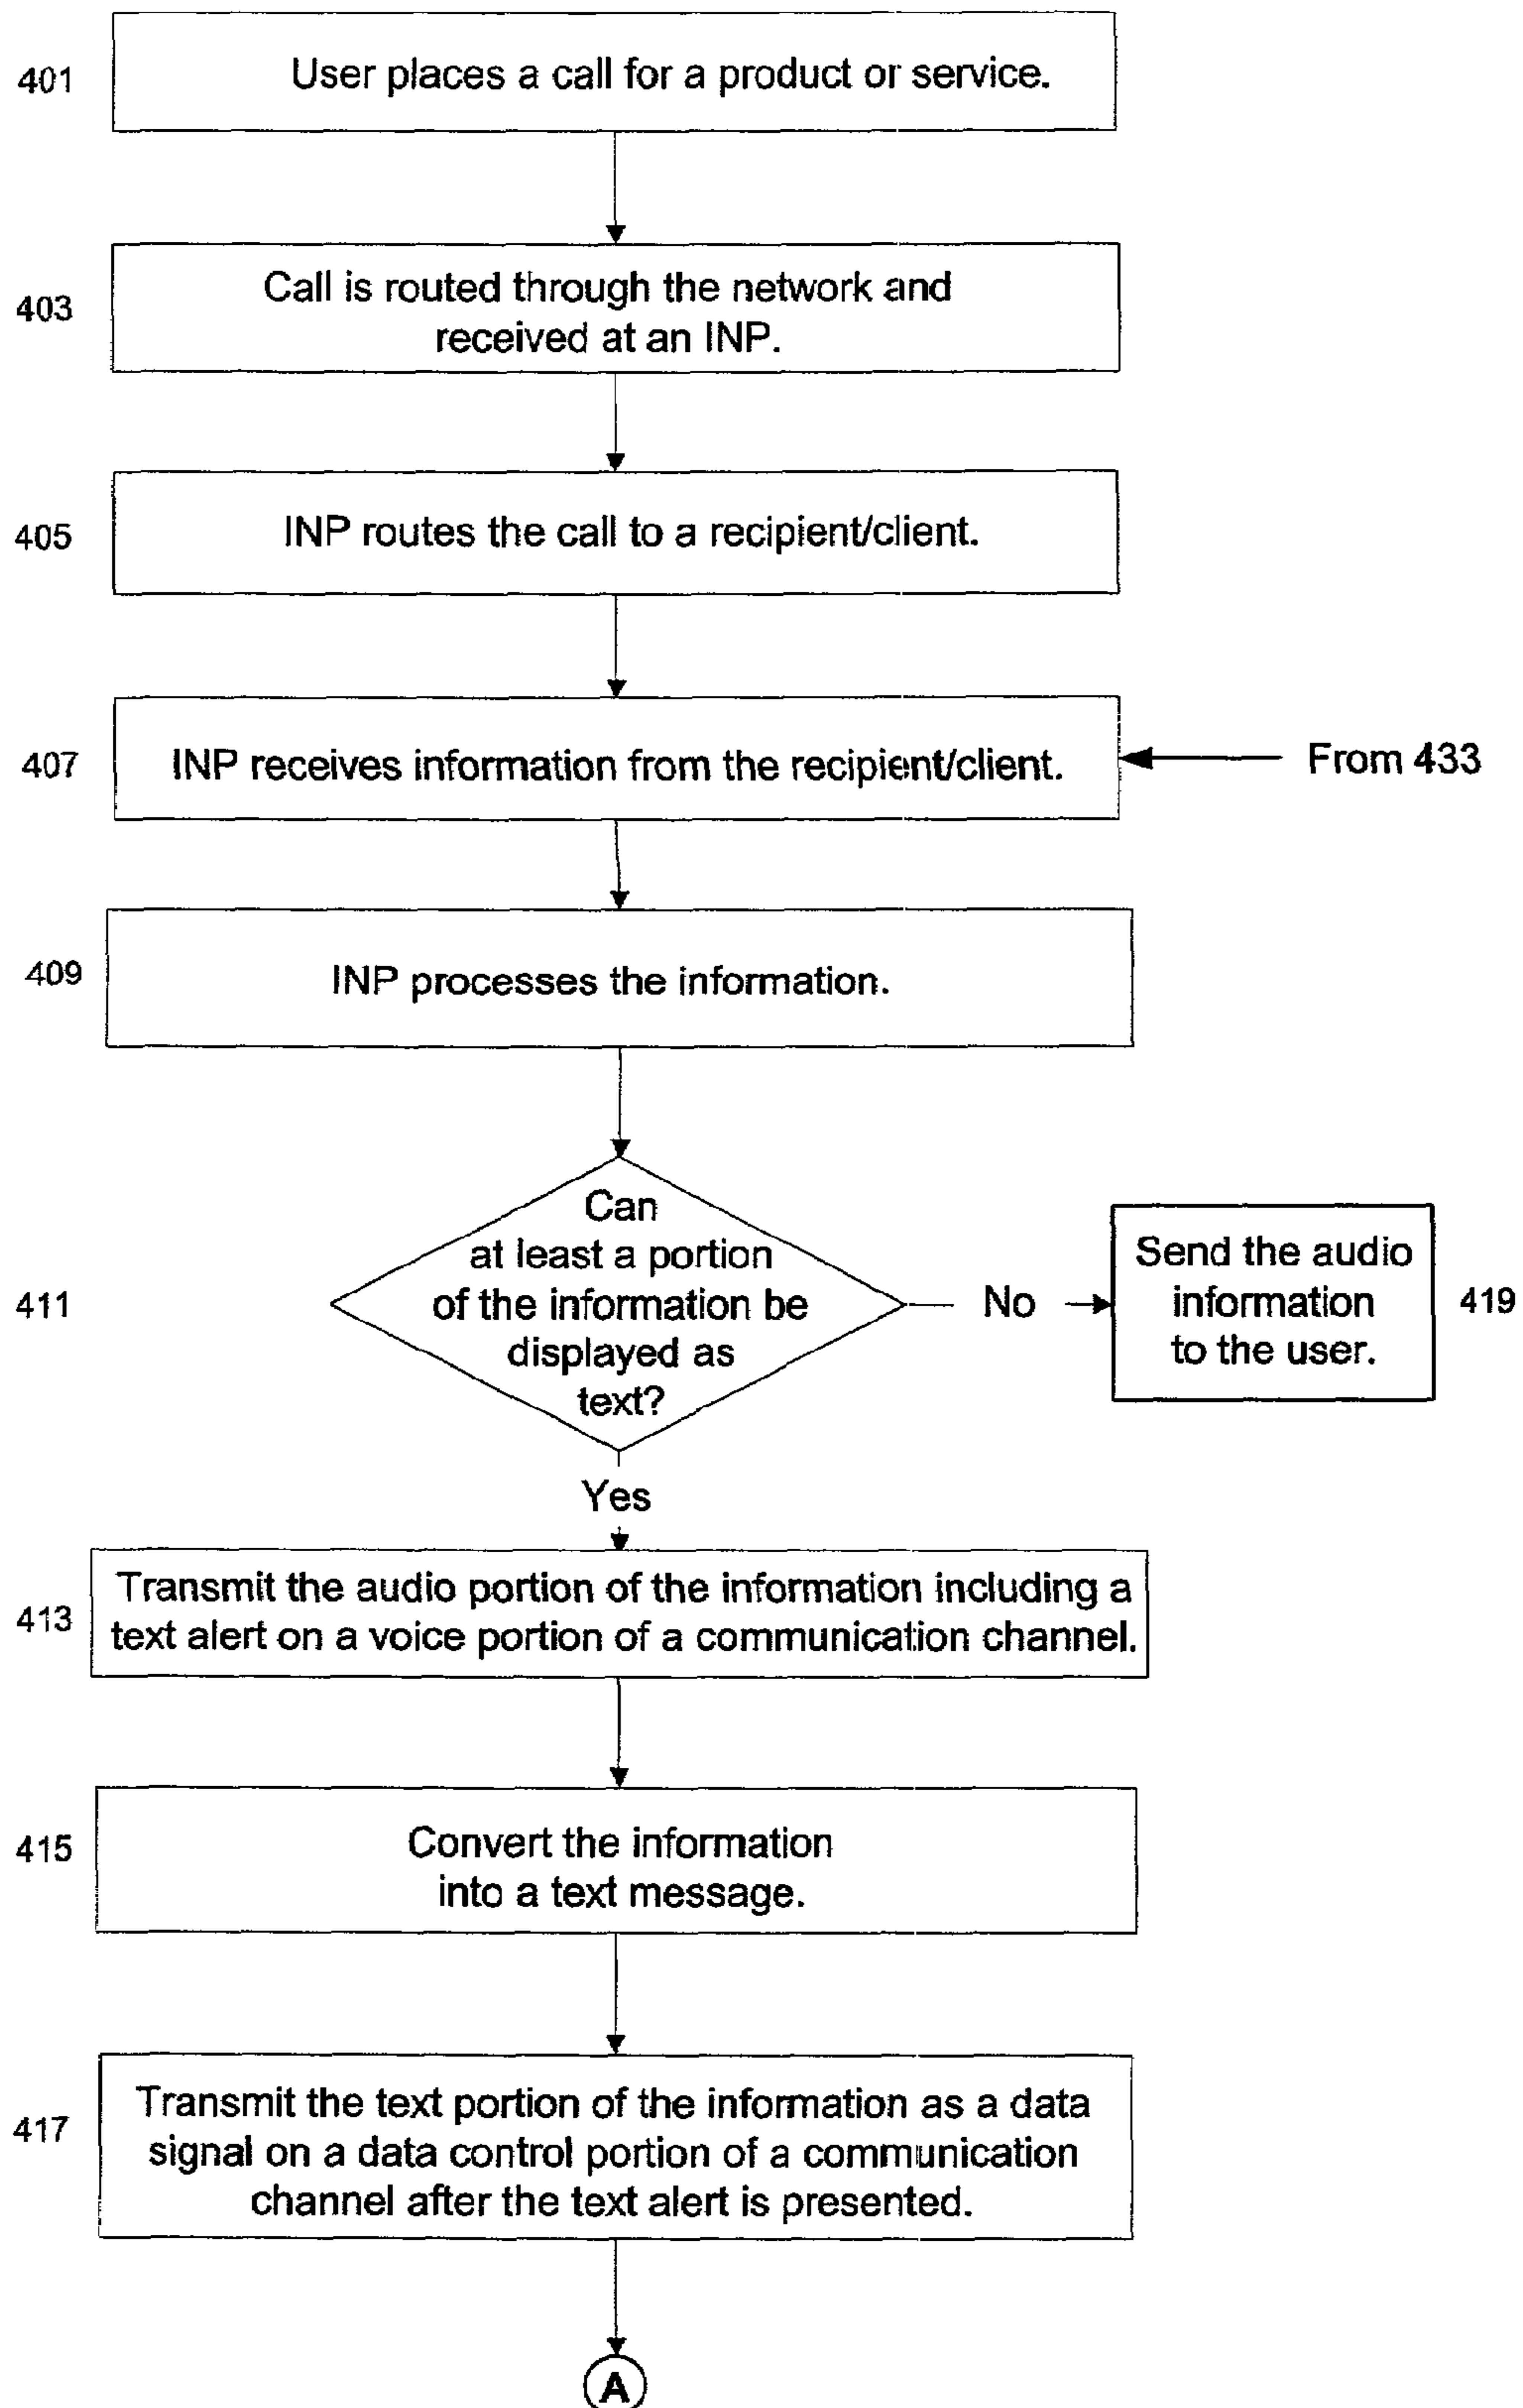 401
User places a call for a product or service.
403
Call is routed through the network and
received at an INP.
405
INP routes the call to a recipient/client.
407
INP receives information from the recipient/client.
From 433
409
INP processes the information.
411
Can
at least a portion
of the information be
displayed as
text?
No
Send the audio
information
to the user.
419
Yes
413
Transmit the audio portion of the information including a
text alert on a voice portion of a communication channel.
415
Convert the information
into a text message.
417
Transmit the text portion of the information as a data
signal on a data control portion of a communication
channel after the text alert is presented.
A